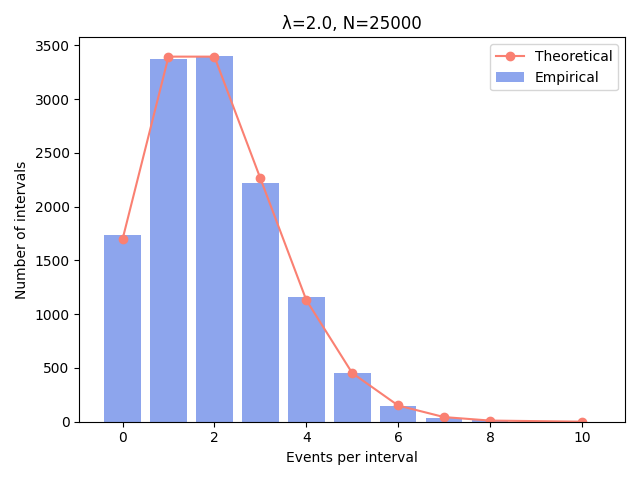 λ=2.0, N=25000
Number of intervals
3500
3000
2500
2000
1500
1000
500
0
Theoretical
Empirical
0 2 4 6 8 10
Events per interval